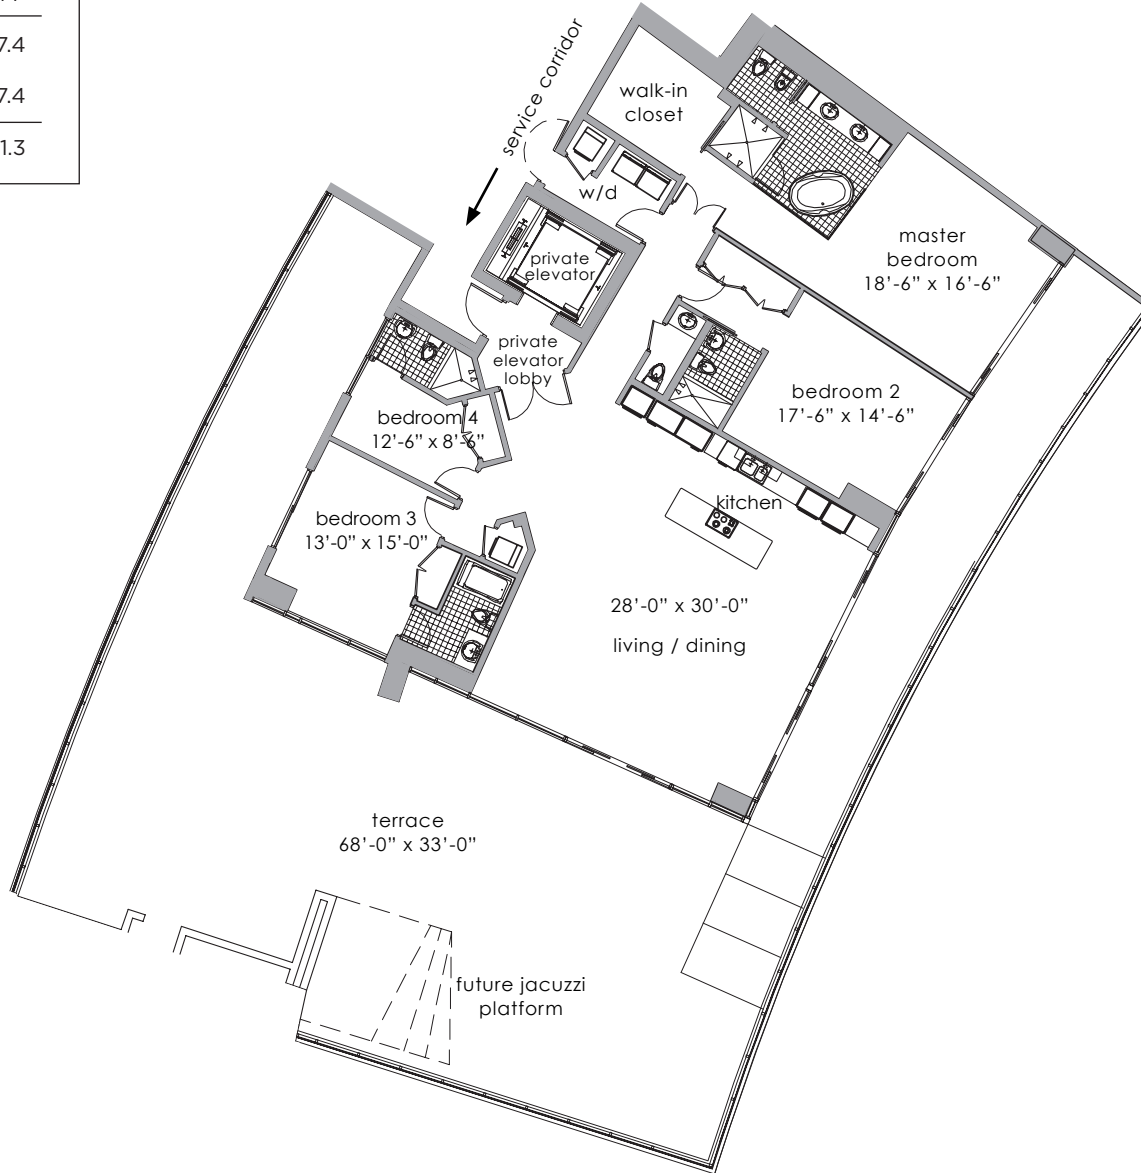 7.4
7.4
1.3
service corridor
walk-in
closet
w/d
private
elevator
master
bedroom
18'-6" x 16'-6"
private
elevator
lobby
bedroom 2
17'-6" x 14'-6"
bedroom 4
12'-6" x 8'-6"
kitchen
bedroom 3
13'-0" x 15'-0"
28'-0" x 30'-0"
living / dining
terrace
68'-0" x 33'-0"
future jacuzzi
platform